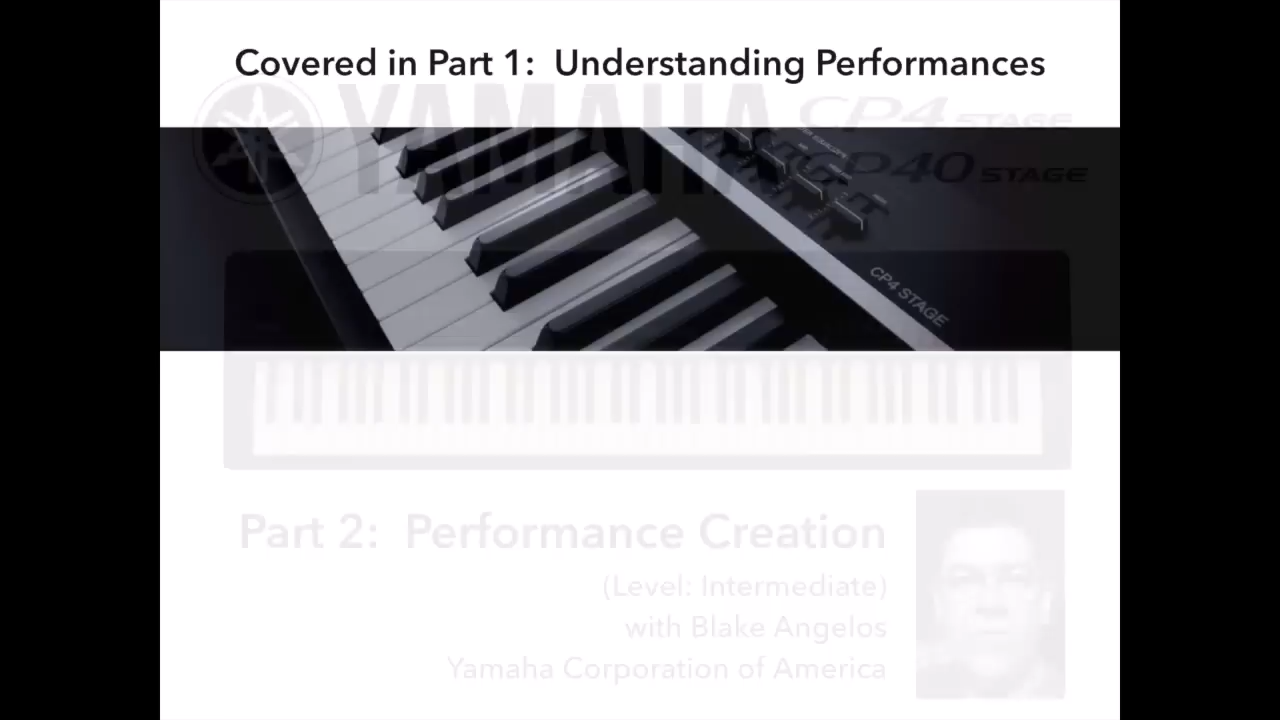 Covered in Part 1: Understanding Performances
YAMAHA
CP4 STAGE
CP40 STAGE
CP4 STAGE
Part 2: Performance Creation
(Level: Intermediate)
with Blake Angelos
Yamaha Corporation of America